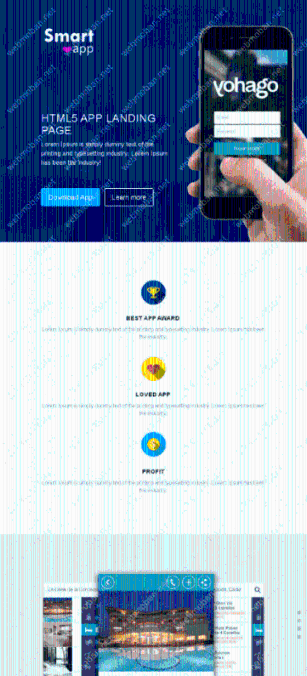 Smart
app
yohago
HTML5 APP LANDING
PAGE
Lorem Ipsum is simply dummy text of the
printing and typesetting industry. Lorem Ipsum
has been the industry.
Download App
Learn more
BEST APP AWARD
Lorem Ipsum is simply dummy text of the printing and typesetting industry. Lorem Ipsum has been
the industry.
LOVED APP
Lorem Ipsum is simply dummy text of the printing and typesetting industry. Lorem Ipsum has been
the industry.
PROFIT
Lorem Ipsum is simply dummy text of the printing and typesetting industry. Lorem Ipsum has been
the industry.